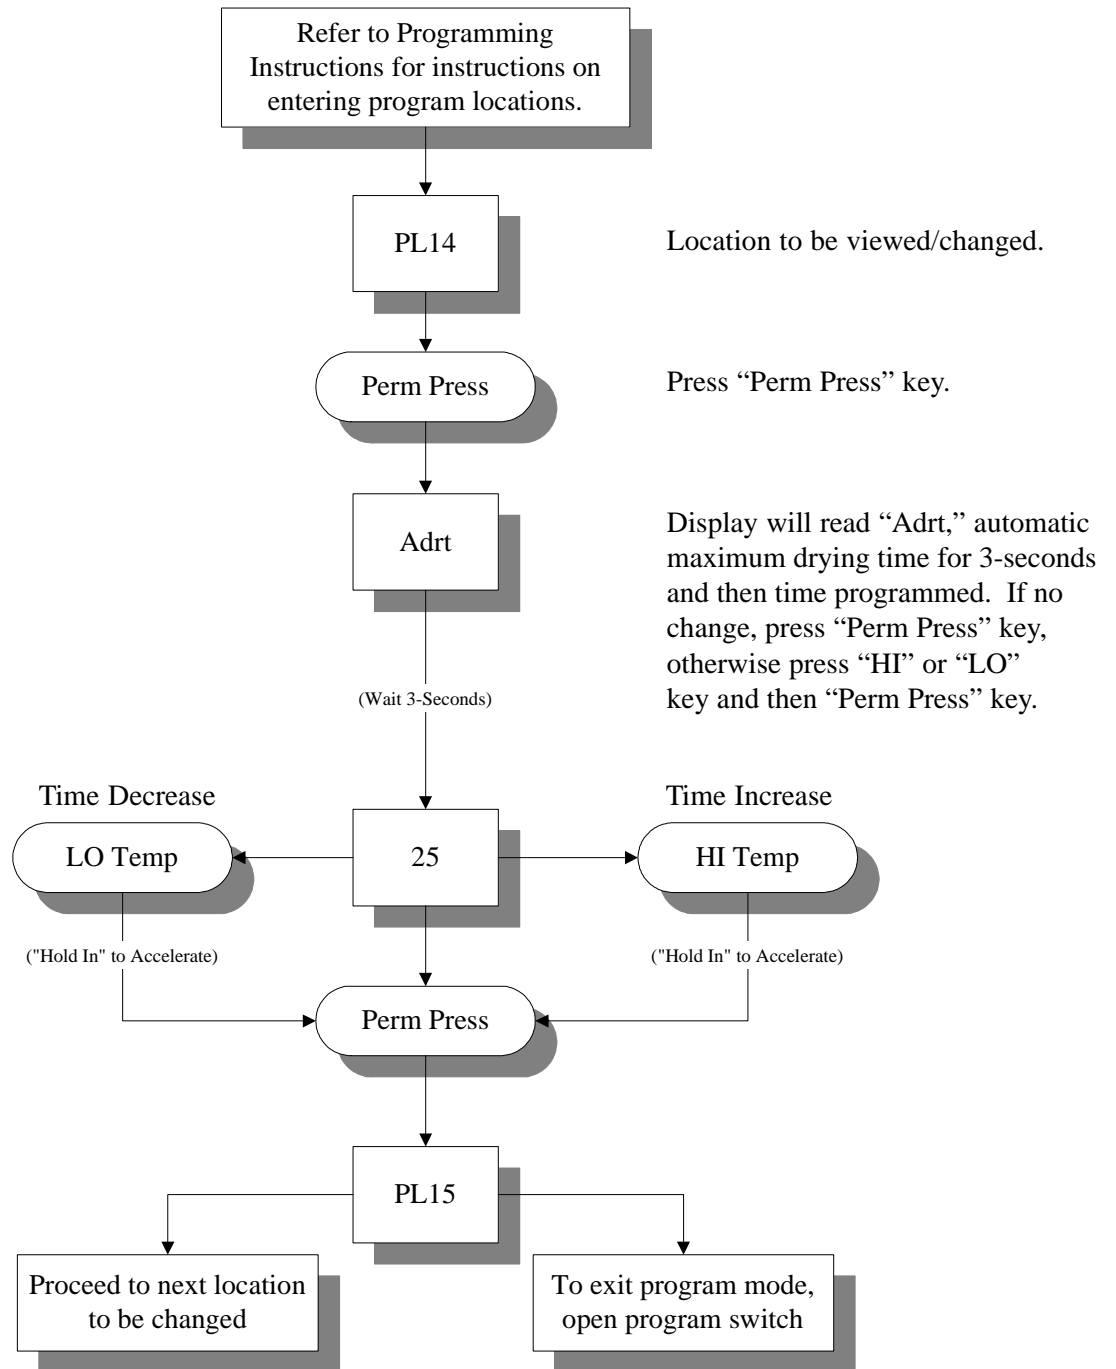 Refer to Programming
Instructions for instructions on
entering program locations.
PL14
Location to be viewed/changed.
Perm Press
Press “Perm Press” key.
Adrt
Display will read “Adrt,” automatic
maximum drying time for 3-seconds
and then time programmed.  If no
change, press “Perm Press” key,
otherwise press “HI” or “LO”
key and then “Perm Press” key.
(Wait 3-Seconds)
Time Decrease
Time Increase
LO Temp
25
HI Temp
("Hold In" to Accelerate)
("Hold In" to Accelerate)
Perm Press
PL15
Proceed to next location
to be changed
To exit program mode,
open program switch